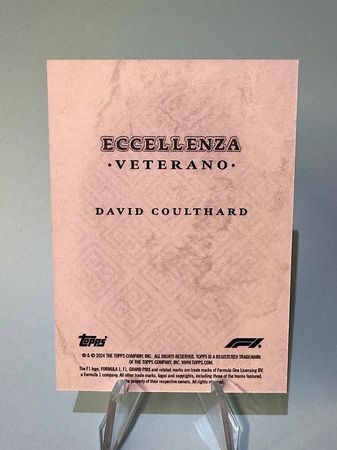 ECCELLENZA
·VETERANO·
DAVID COULTHARD
Topps
F1
® & © 2024 THE TOPPS COMPANY, INC. ALL RIGHTS RESERVED. TOPPS IS A REGISTERED TRADEMARK
OF THE TOPPS COMPANY, INC. WWW.TOPPS.COM.
The F1 logo, FORMULA 1, F1, GRAND PRIX and related marks are trade marks of Formula One Licensing BV,
a Formula 1 company. All other trade marks, logos and copyrights, including those of the teams featured,
the property of their respective owners. All rights